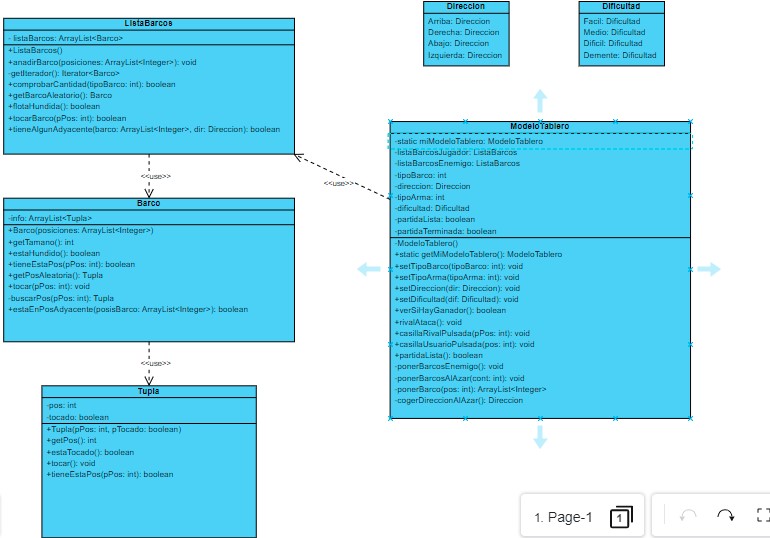 ListaBarcos
- listaBarcos: ArrayList<Barco>
+ListaBarcos()
+anadirBarco(posiciones: ArrayList<Integer>): void
-getIterador(): Iterator<Barco>
+comprobarCantidad(tipoBarco: int): boolean
+getBarcoAleatorio(): Barco
+flotaHundida(): boolean
+tocarBarco(pPos: int): boolean
+tieneAlgunAdyacente(barco: ArrayList<Integer>, dir: Direccion): boolean
<<use>>
Barco
-info: ArrayList<Tupla>
+Barco(posiciones: ArrayList<Integer>)
+getTamano(): int
+estaHundido(): boolean
+tieneEstaPos(pPos: int): boolean
+getPosAleatoria(): Tupla
+tocar(pPos: int): void
-buscarPos(pPos: int): Tupla
+estaEnPosAdyacente(posisBarco: ArrayList<Integer>): boolean
<<use>>
Tupla
-pos: int
-tocado: boolean
+Tupla(pPos: int, pTocado: boolean)
+getPos(): int
+estaTocado(): boolean
+tocar(): void
+tieneEstaPos(pPos: int): boolean
<<use>>
Direccion
Arriba: Direccion
Derecha: Direccion
Abajo: Direccion
Izquierda: Direccion
Dificultad
Facil: Dificultad
Medio: Dificultad
Dificil: Dificultad
Demente: Dificultad
ModeloTablero
-static miModeloTablero: ModeloTablero
-listaBarcosJugador: ListaBarcos
-listaBarcosEnemigo: ListaBarcos
-tipoBarco: int
-direccion: Direccion
-tipoArma: int
-dificultad: Dificultad
-partidaLista: boolean
-partidaTerminada: boolean
-ModeloTablero()
+static getMiModeloTablero(): ModeloTablero
+setTipoBarco(tipoBarco: int): void
+setTipoArma(tipoArma: int): void
+setDireccion(dir: Direccion): void
+setDificultad(dif: Dificultad): void
+verSiHayGanador(): boolean
+rivalAtaca(): void
+casillaRivalPulsada(pPos: int): void
+casillaUsuarioPulsada(pos: int): void
+partidaLista(): boolean
-ponerBarcosEnemigo(): void
-ponerBarcosAlAzar(cont: int): void
-ponerBarco(pos: int): ArrayList<Integer>
-cogerDireccionAlAzar(): Direccion
1. Page-1
1